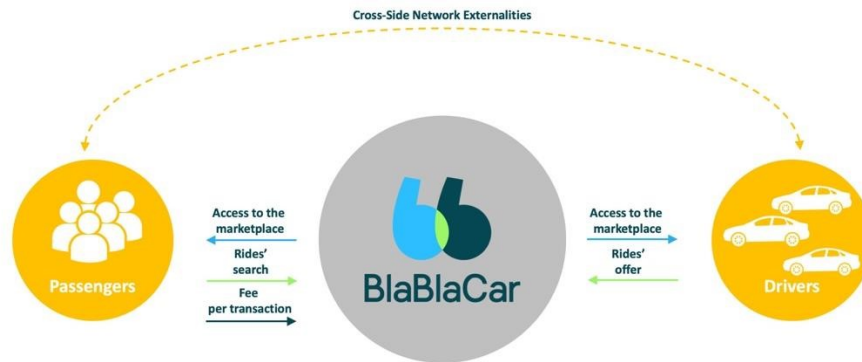 Cross-Side Network Externalities
Access to the
marketplace
Rides'
search
Fee
per transaction
Passengers
BlaBlaCar
Access to the
marketplace
Rides'
offer
Drivers